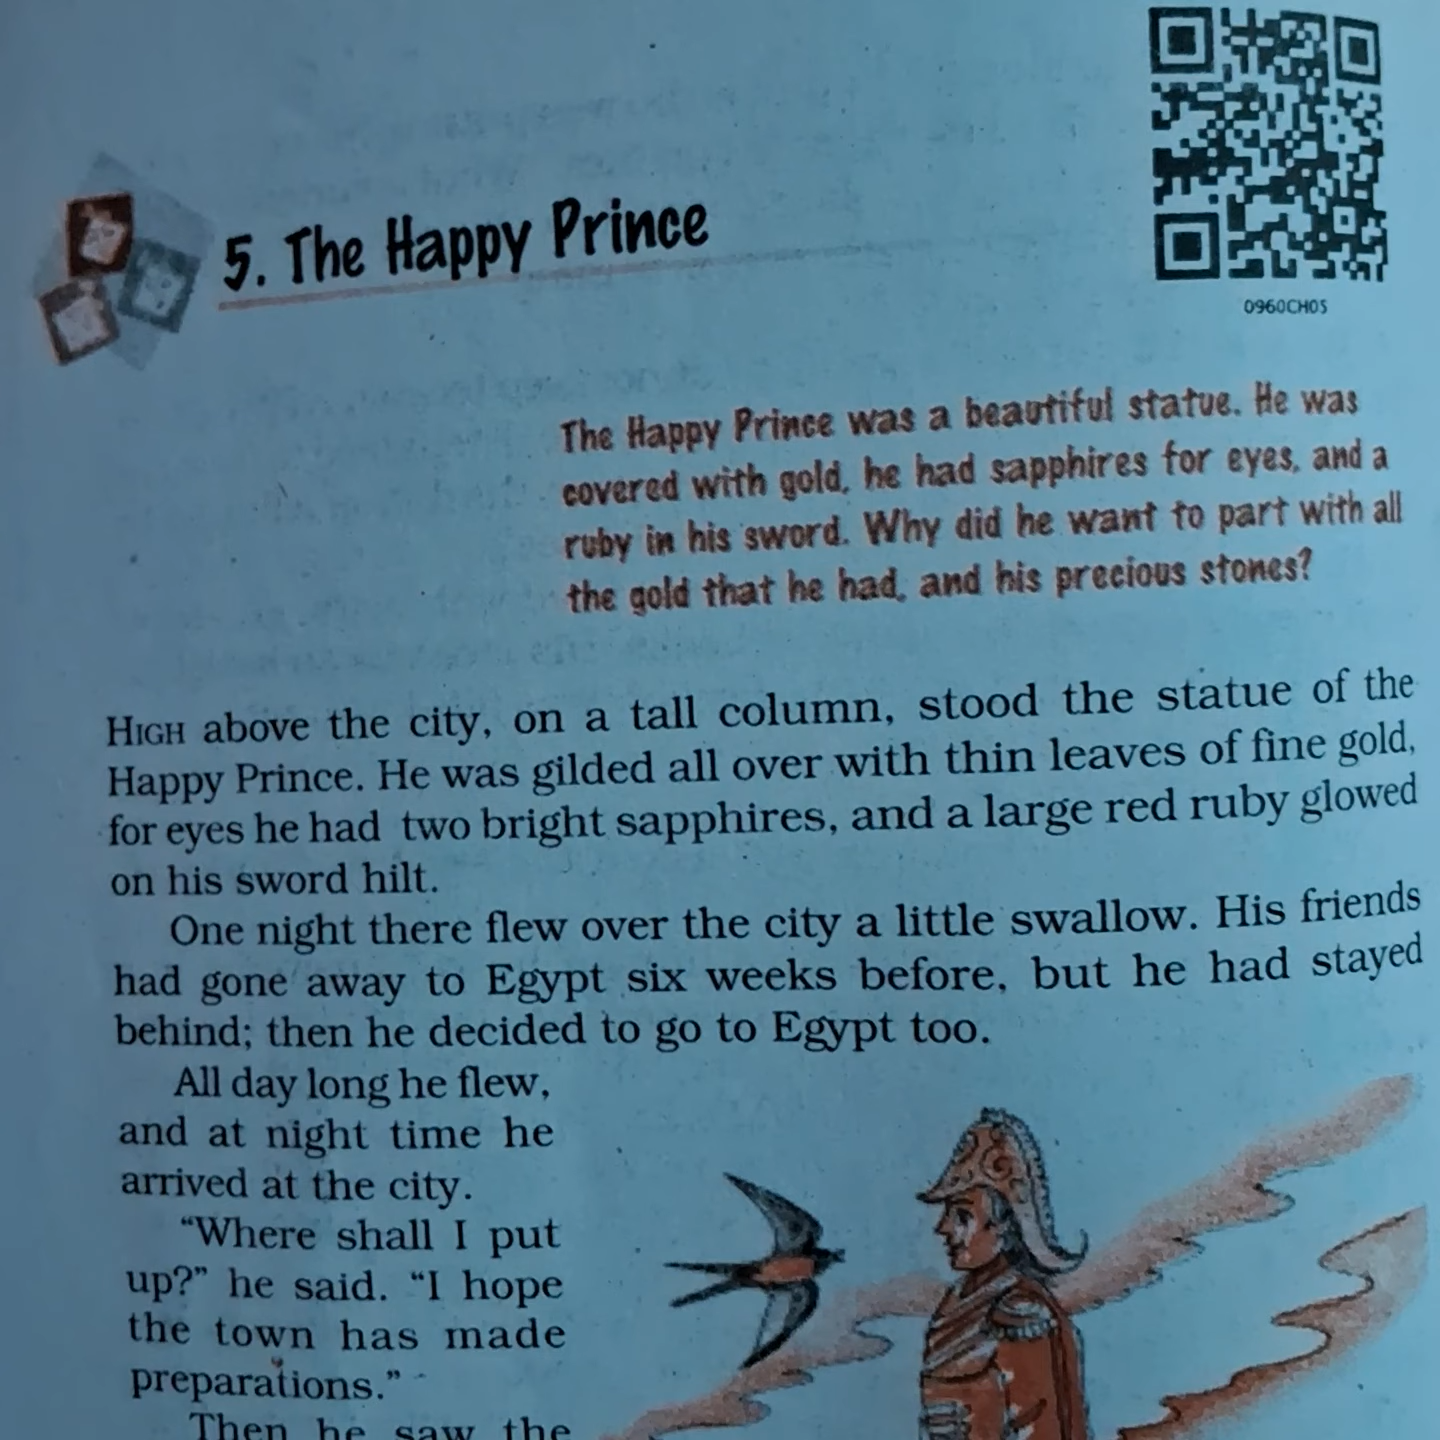 0960CH05
5. The Happy Prince
The Happy Prince was a beautiful statue. He was
covered with gold, he had sapphires for eyes, and a
ruby in his sword. Why did he want to part with all
the gold that he had, and his precious stones?
HIGH above the city, on a tall column, stood the statue of the
Happy Prince. He was gilded all over with thin leaves of fine gold,
for eyes he had two bright sapphires, and a large red ruby glowed
on his sword hilt.
One night there flew over the city a little swallow. His friends
had gone away to Egypt six weeks before, but he had stayed
behind; then he decided to go to Egypt too.
All day long he flew,
and at night time he
arrived at the city.
“Where shall I put
up?” he said. “I hope
the town has made
preparations.”
Then he saw the